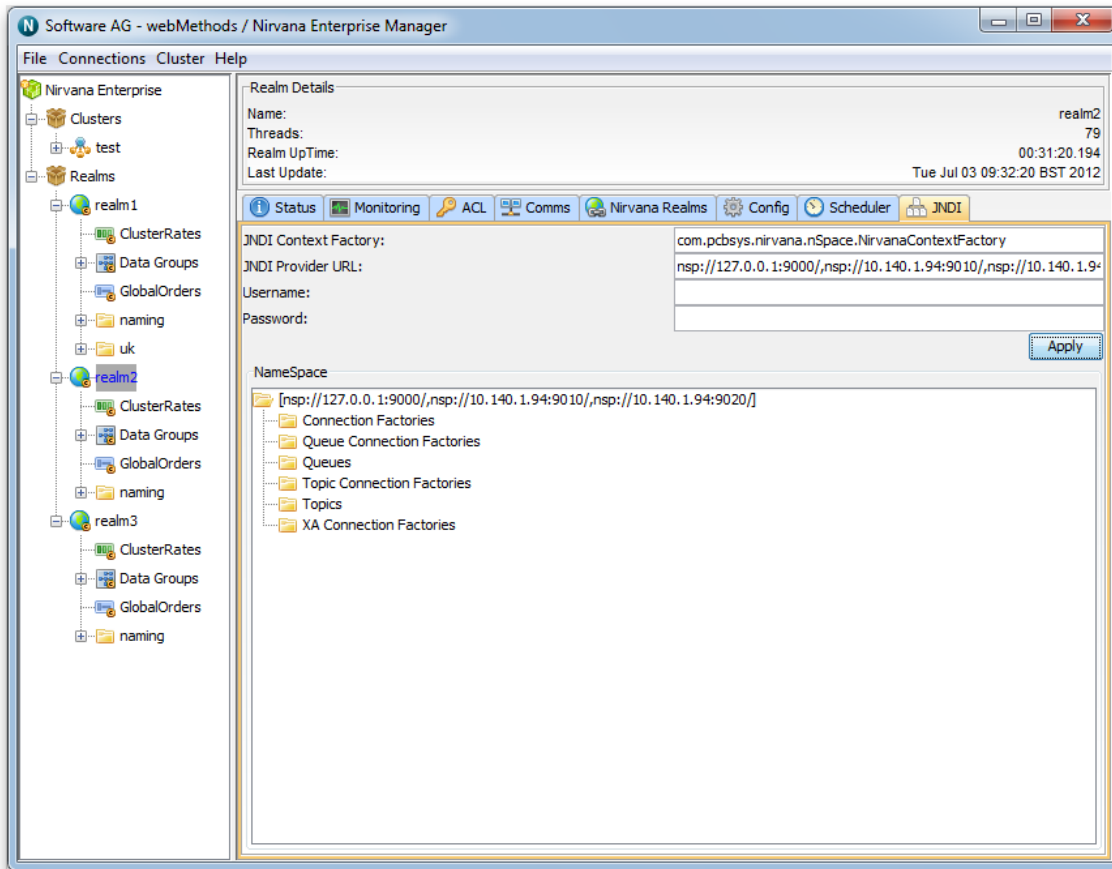 Software AG - webMethods / Nirvana Enterprise Manager
File Connections Cluster Help
Nirvana Enterprise
Clusters
test
Realms
realm1
ClusterRates
Data Groups
GlobalOrders
naming
uk
realm2
ClusterRates
Data Groups
GlobalOrders
naming
realm3
ClusterRates
Data Groups
GlobalOrders
naming
Realm Details
Name: realm2
Threads: 79
Realm UpTime: 00:31:20.194
Last Update: Tue Jul 03 09:32:20 BST 2012
Status Monitoring ACL Comms Nirvana Realms Config Scheduler JNDI
JNDI Context Factory: com.pcbsys.nirvana.nSpace.NirvanaContextFactory
JNDI Provider URL: nsp://127.0.0.1:9000/,nsp://10.140.1.94:9010/,nsp://10.140.1.94
Username:
Password:
Apply
NameSpace
[nsp://127.0.0.1:9000/,nsp://10.140.1.94:9010/,nsp://10.140.1.94:9020/]
Connection Factories
Queue Connection Factories
Queues
Topic Connection Factories
Topics
XA Connection Factories